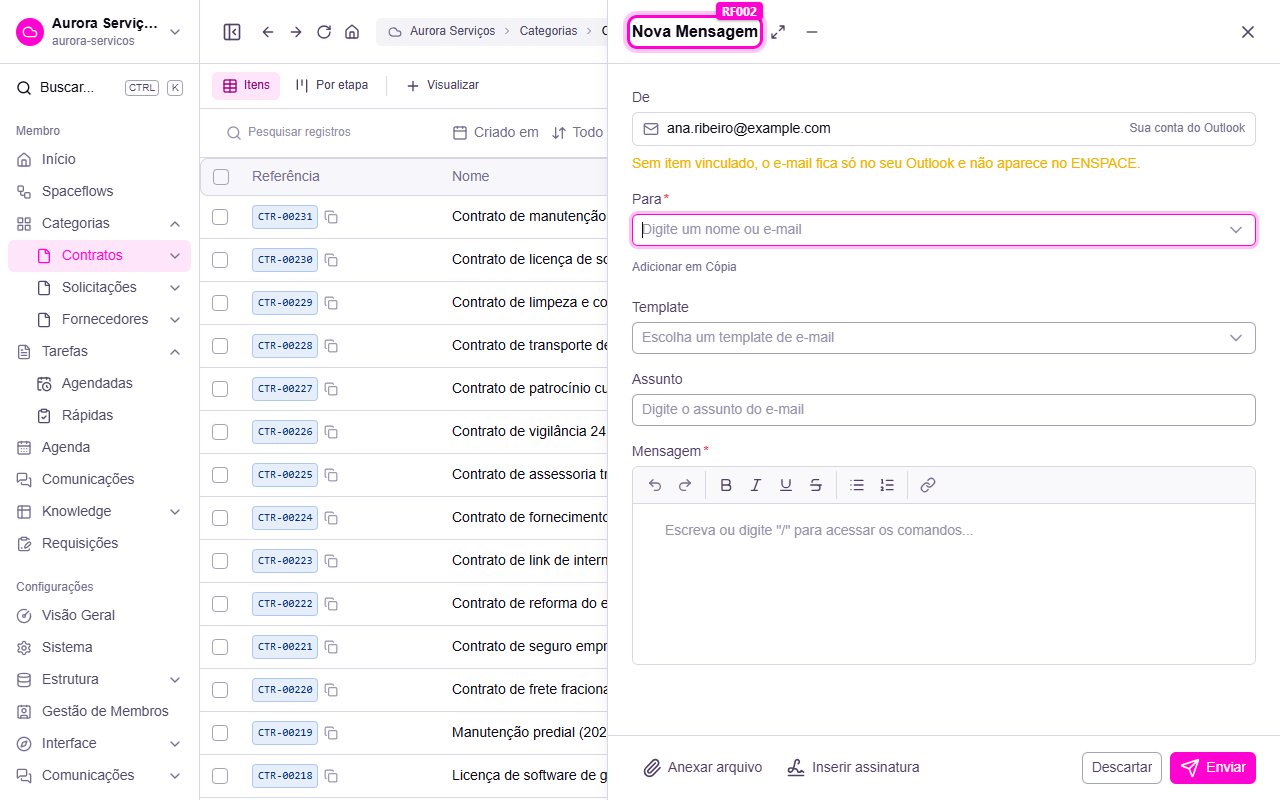 Aurora Serviç...
aurora-servicos
Buscar...
CTRL K
Membro
Início
Spaceflows
Categorias
Contratos
Solicitações
Fornecedores
Tarefas
Agendadas
Rápidas
Agenda
Comunicações
Knowledge
Requisições
Configurações
Visão Geral
Sistema
Estrutura
Gestão de Membros
Interface
Comunicações
Aurora Serviços > Categorias > C
Itens
Por etapa
Visualizar
Pesquisar registros
Criado em
Todo
Referência Nome
CTR-00231 Contrato de manutenção
CTR-00230 Contrato de licença de so
CTR-00229 Contrato de limpeza e co
CTR-00228 Contrato de transporte de
CTR-00227 Contrato de patrocínio cu
CTR-00226 Contrato de vigilância 24
CTR-00225 Contrato de assessoria tr
CTR-00224 Contrato de fornecimento
CTR-00223 Contrato de link de intern
CTR-00222 Contrato de reforma do e
CTR-00221 Contrato de seguro empr
CTR-00220 Contrato de frete fraciona
CTR-00219 Manutenção predial (202
CTR-00218 Licença de software de g
RF002
Nova Mensagem
De
ana.ribeiro@example.com Sua conta do Outlook
Sem item vinculado, o e-mail fica só no seu Outlook e não aparece no ENSPACE.
Para*
Digite um nome ou e-mail
Adicionar em Cópia
Template
Escolha um template de e-mail
Assunto
Digite o assunto do e-mail
Mensagem*
Escreva ou digite "/" para acessar os comandos...
Anexar arquivo
Inserir assinatura
Descartar
Enviar